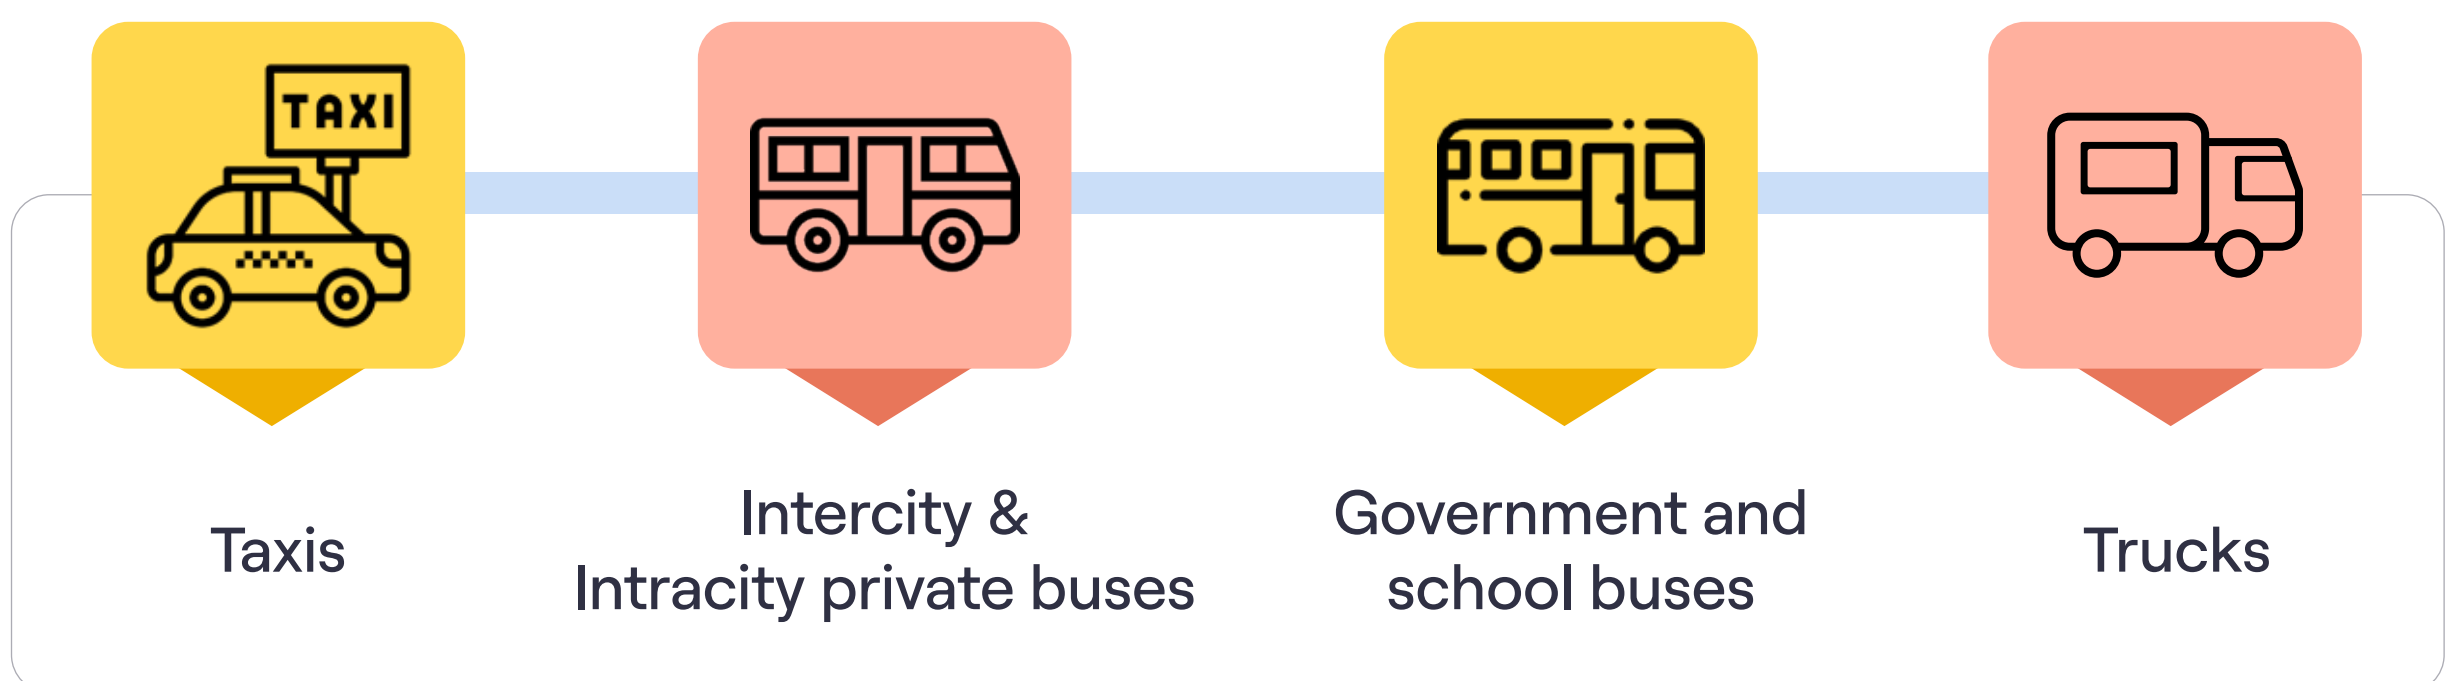 TAXI
Taxis
Intercity &
Intracity private buses
Government and
school buses
Trucks